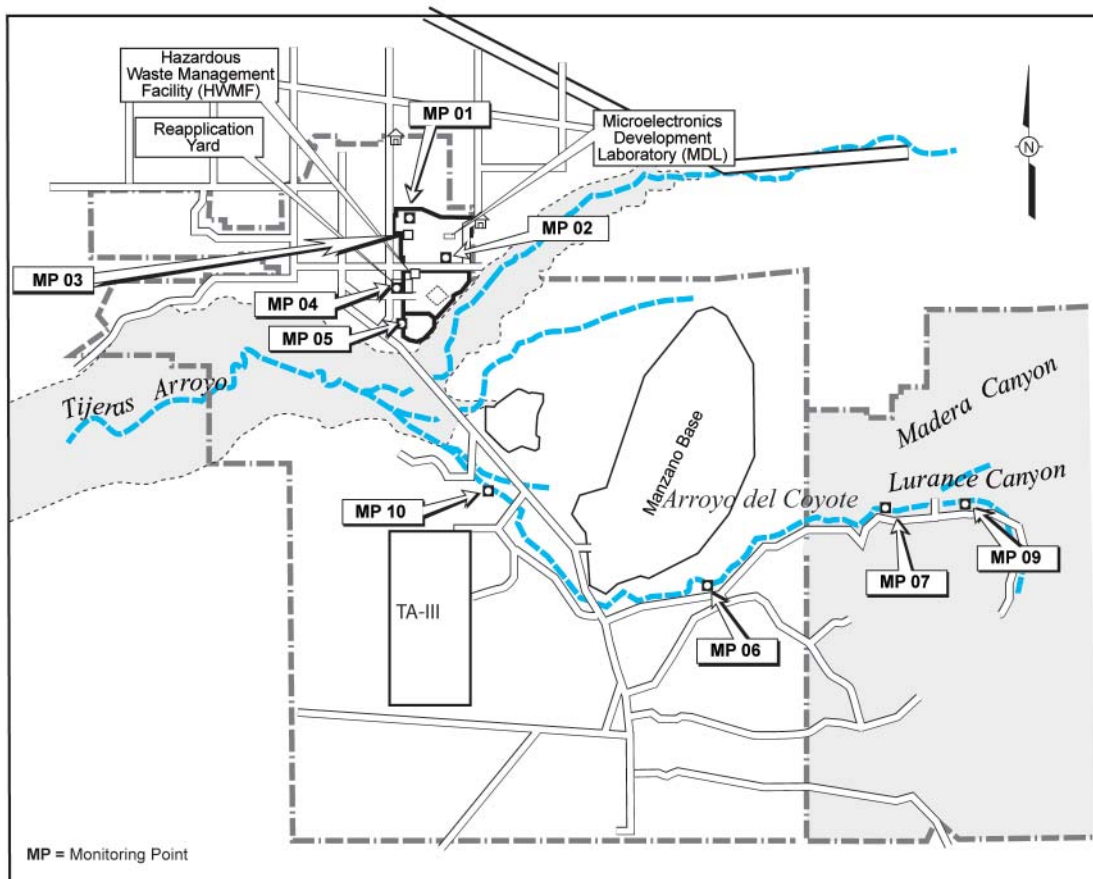 Hazardous
Waste Management
Facility (HWMF)
MP 01
Reapplication
Yard
Microelectronics
Development
Laboratory (MDL)
N
MP 02
MP 03
MP 04
MP 05
Tijeras Arroyo
Manzano Base
Madera Canyon
Lurance Canyon
Arroyo del Coyote
MP 10
MP 07
MP 09
TA-III
MP 06
MP = Monitoring Point